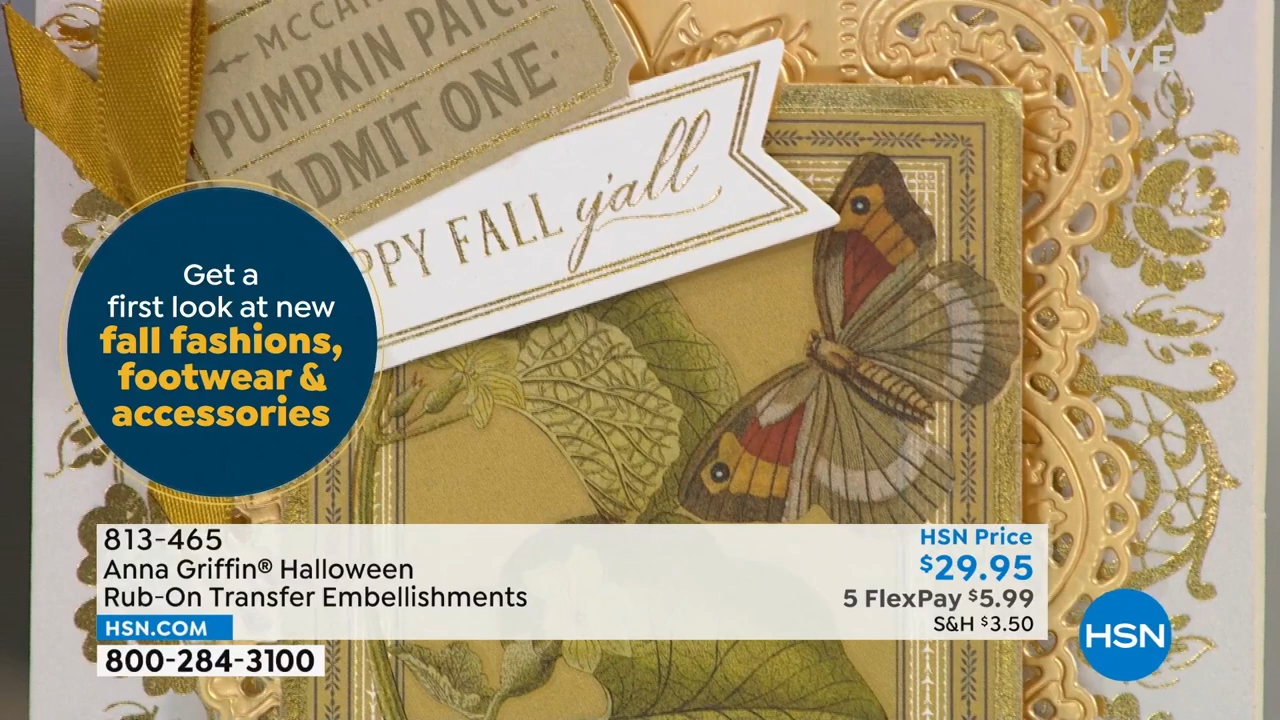 MCCA
PUMPKIN PATCH
ADMIT ONE
PPY FALL y'all
LIVE
Get a
first look at new
fall fashions,
footwear &
accessories
813-465
Anna Griffin® Halloween
Rub-On Transfer Embellishments
HSN.COM
800-284-3100
HSN Price
$29.95
5 FlexPay $5.99
S&H $3.50
HSN